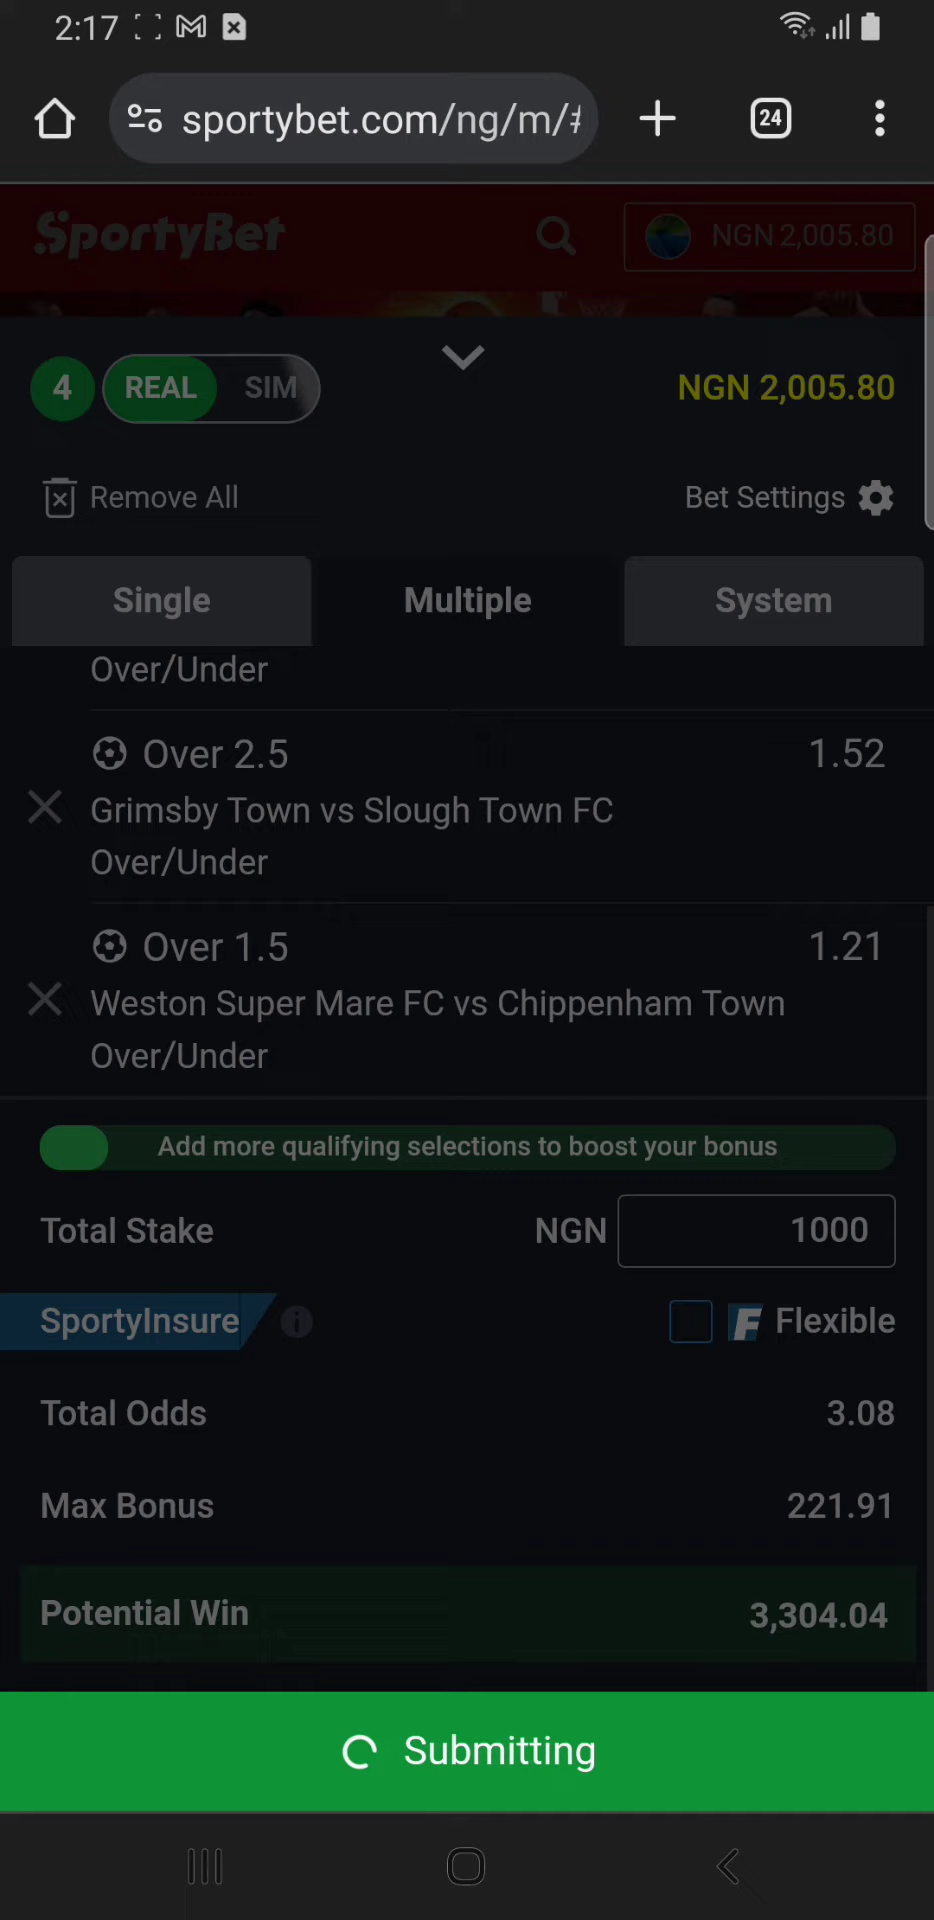 2:17
sportybet.com/ng/m/#
24
SportyBet
NGN 2,005.80
4 REAL SIM NGN 2,005.80
Remove All Bet Settings
Single Multiple System
Over/Under
Over 2.5 1.52
Grimsby Town vs Slough Town FC
Over/Under
Over 1.5 1.21
Weston Super Mare FC vs Chippenham Town
Over/Under
Add more qualifying selections to boost your bonus
Total Stake NGN 1000
SportyInsure i F Flexible
Total Odds 3.08
Max Bonus 221.91
Potential Win 3,304.04
Submitting